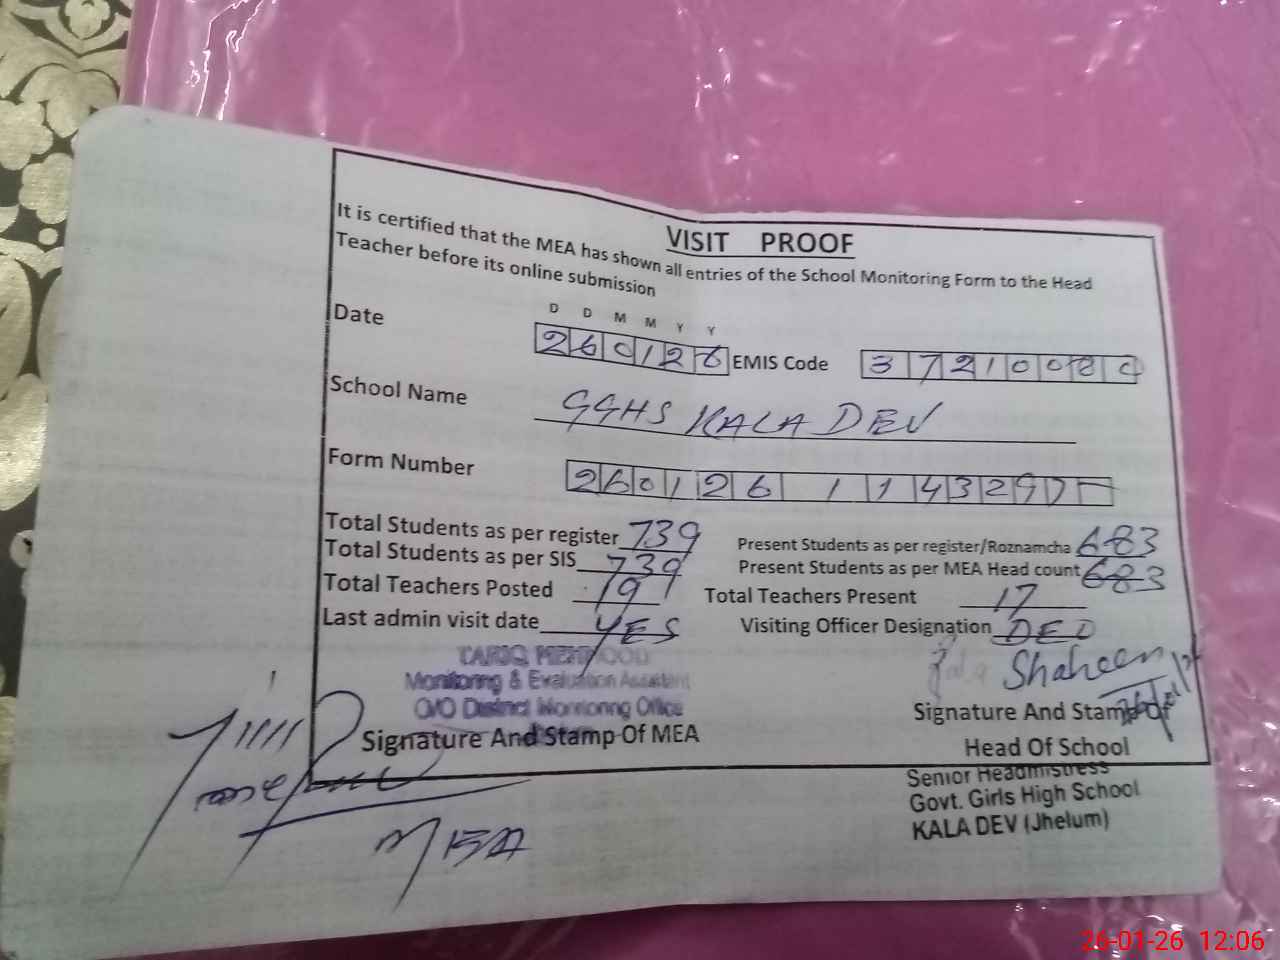 VISIT PROOF
It is certified that the MEA has shown all entries of the School Monitoring Form to the Head
Teacher before its online submission
D D M M Y Y
Date 260126 EMIS Code 37210080
School Name GGHS KALA DEV
Form Number 260126 1143297
Total Students as per register 739 Present Students as per register/Roznamcha 683
Total Students as per SIS 739 Present Students as per MEA Head count 683
Total Teachers Posted 19 Total Teachers Present 17
Last admin visit date YES Visiting Officer Designation DEO
TARIQ MEHMOOD
Monitoring & Evaluation Assistant
O/O District Monitoring Office
Shaheen
Signature And Stamp Of MEA Signature And Stamp Of
Head Of School
Senior Headmistress
Govt. Girls High School
KALA DEV (Jhelum)
MEA
26-01-26 12:06